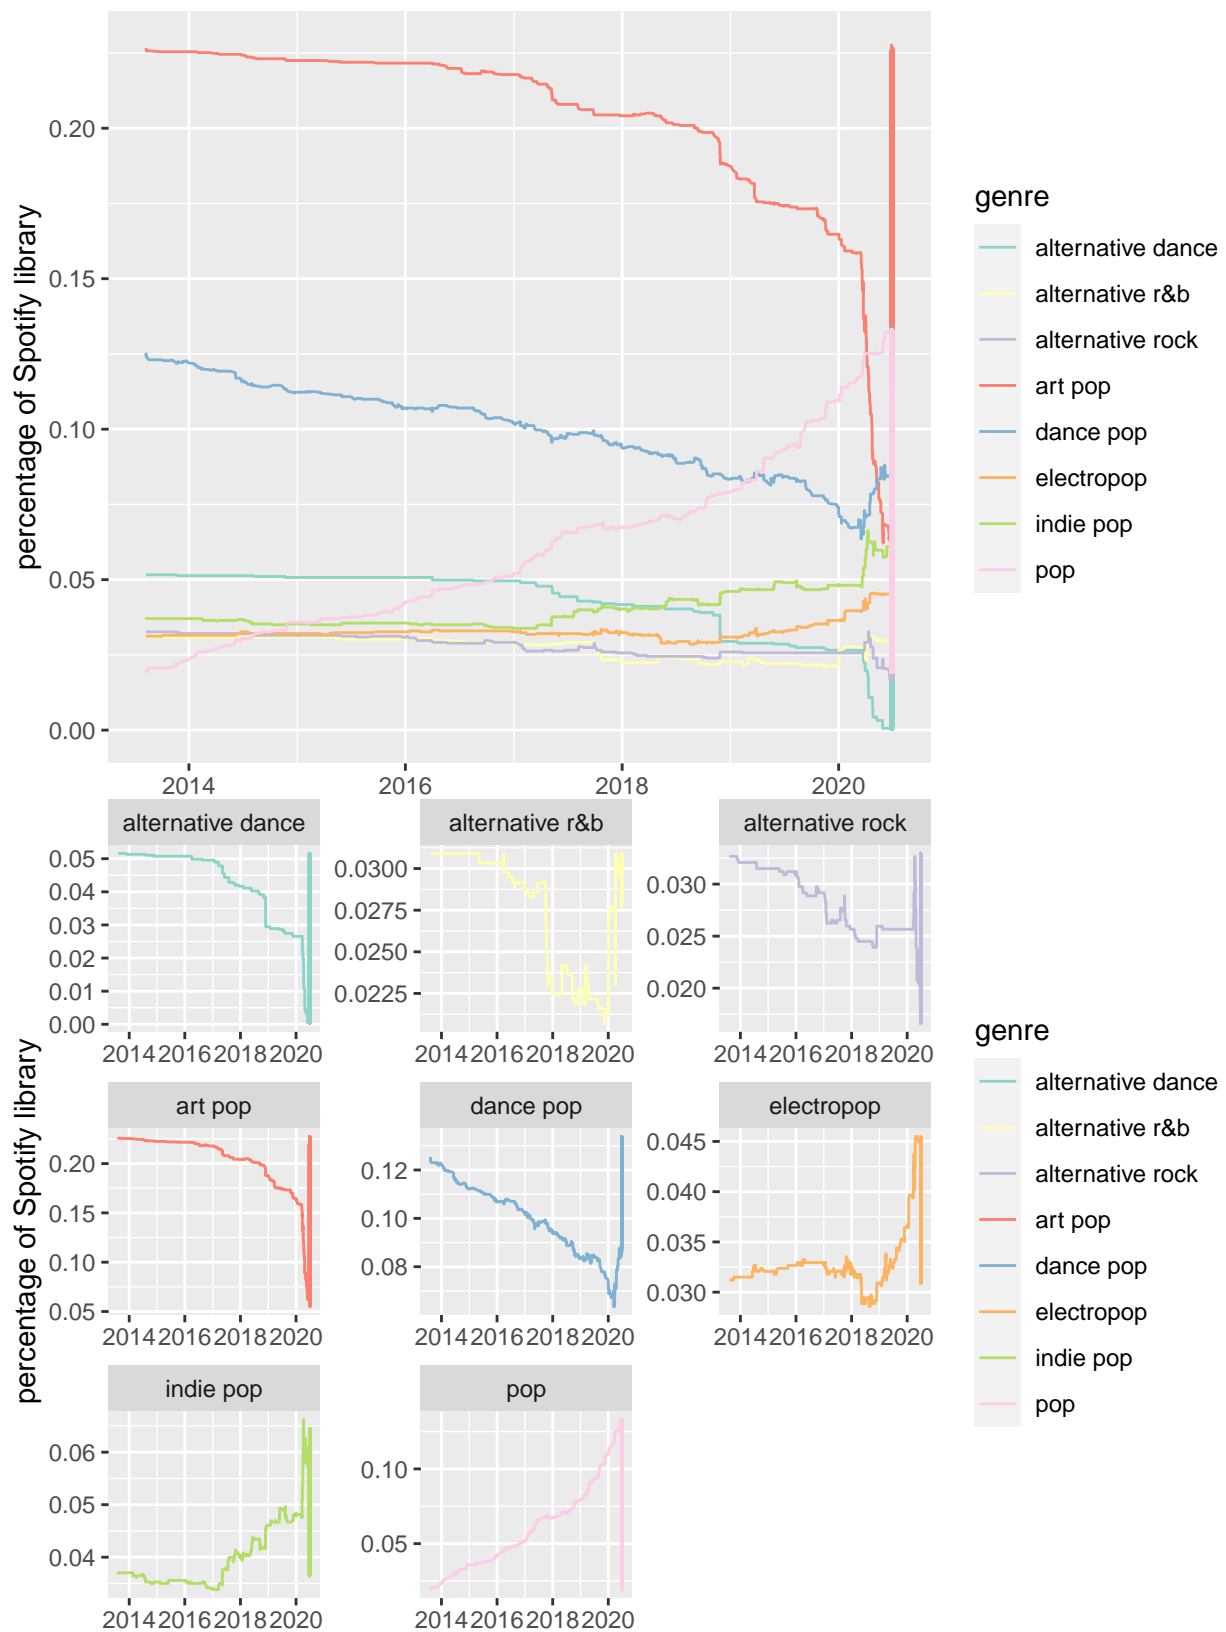 percentage of Spotify library
0.20
0.15
0.10
0.05
0.00
2014 2016 2018 2020
genre
alternative dance
alternative r&b
alternative rock
art pop
dance pop
electropop
indie pop
pop
percentage of Spotify library
alternative dance
0.05
0.04
0.03
0.02
0.01
0.00
2014 2016 2018 2020
alternative r&b
0.0300
0.0275
0.0250
0.0225
2014 2016 2018 2020
alternative rock
0.030
0.025
0.020
2014 2016 2018 2020
art pop
0.20
0.15
0.10
0.05
2014 2016 2018 2020
dance pop
0.12
0.10
0.08
2014 2016 2018 2020
electropop
0.045
0.040
0.035
0.030
2014 2016 2018 2020
indie pop
0.06
0.05
0.04
2014 2016 2018 2020
pop
0.10
0.05
2014 2016 2018 2020
genre
alternative dance
alternative r&b
alternative rock
art pop
dance pop
electropop
indie pop
pop